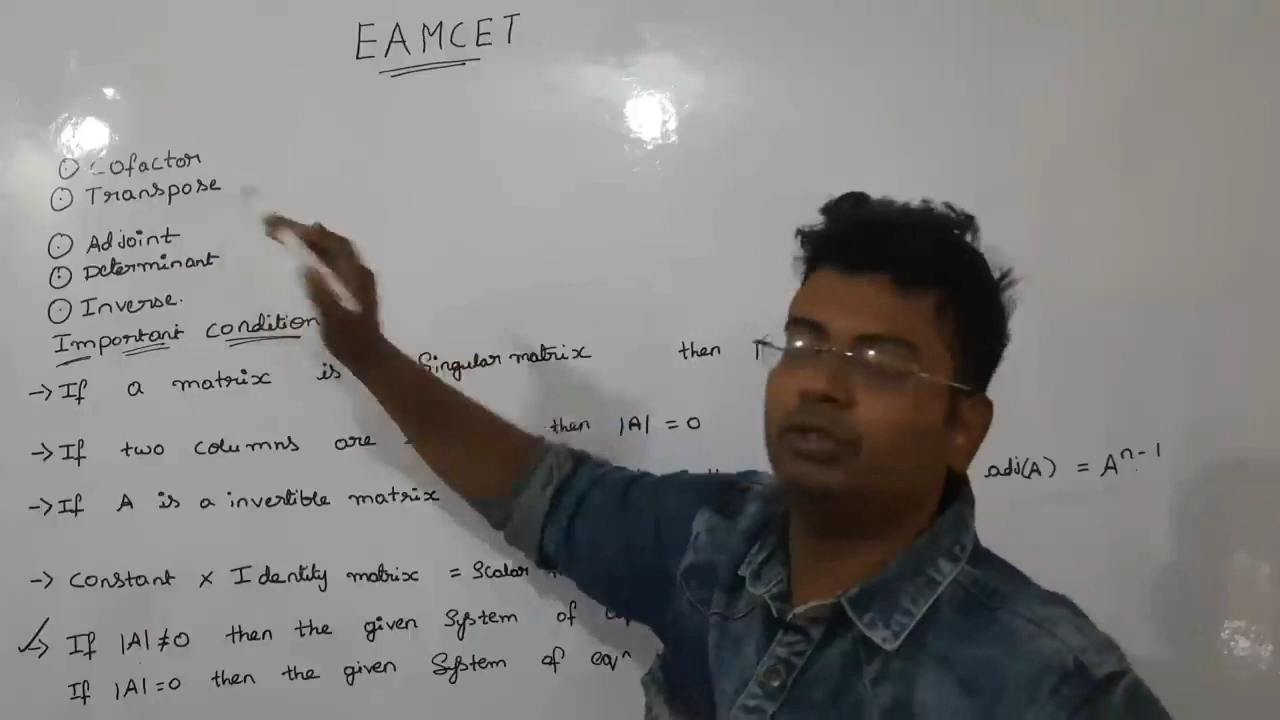 EAMCET
Cofactor
Transpose
Adjoint
Determinant
Inverse.
Important condition
→ If a matrix is Singular matrix then
→ If two columns are then |A| = 0
adj(A) = A^{n-1}
→ If A is a invertible matrix
→ Constant × Identity matrix = Scalar
→ If |A| ≠ 0 then the given System of
If |A| = 0 then the given System of eqⁿ